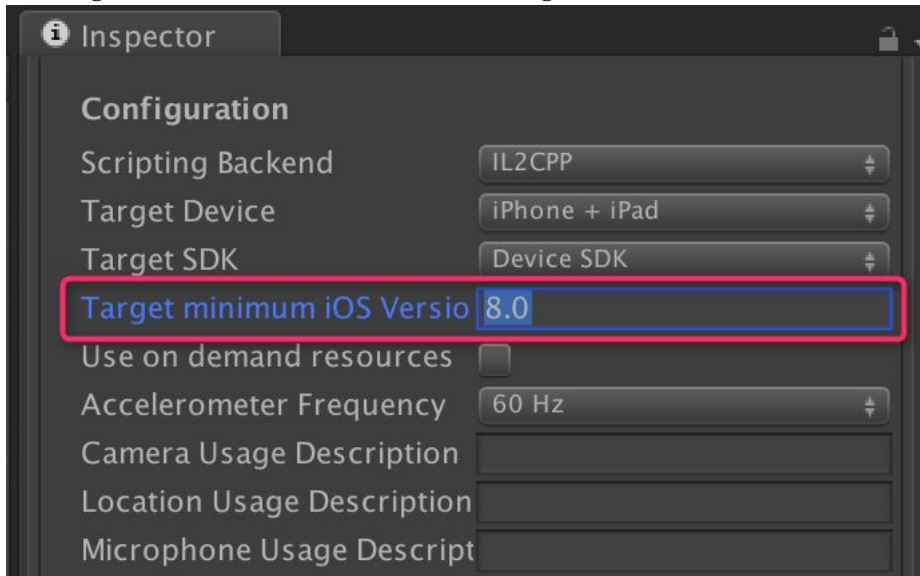 Inspector
Configuration
Scripting Backend IL2CPP
Target Device iPhone + iPad
Target SDK Device SDK
Target minimum iOS Versio 8.0
Use on demand resources
Accelerometer Frequency 60 Hz
Camera Usage Description
Location Usage Description
Microphone Usage Descript